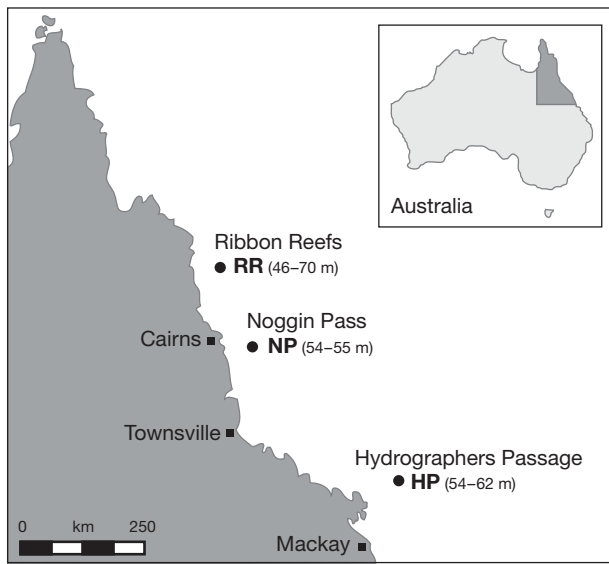 Australia
Ribbon Reefs
RR (46–70 m)
Noggin Pass
NP (54–55 m)
Cairns
Townsville
Hydrographers Passage
HP (54–62 m)
0 km 250
Mackay